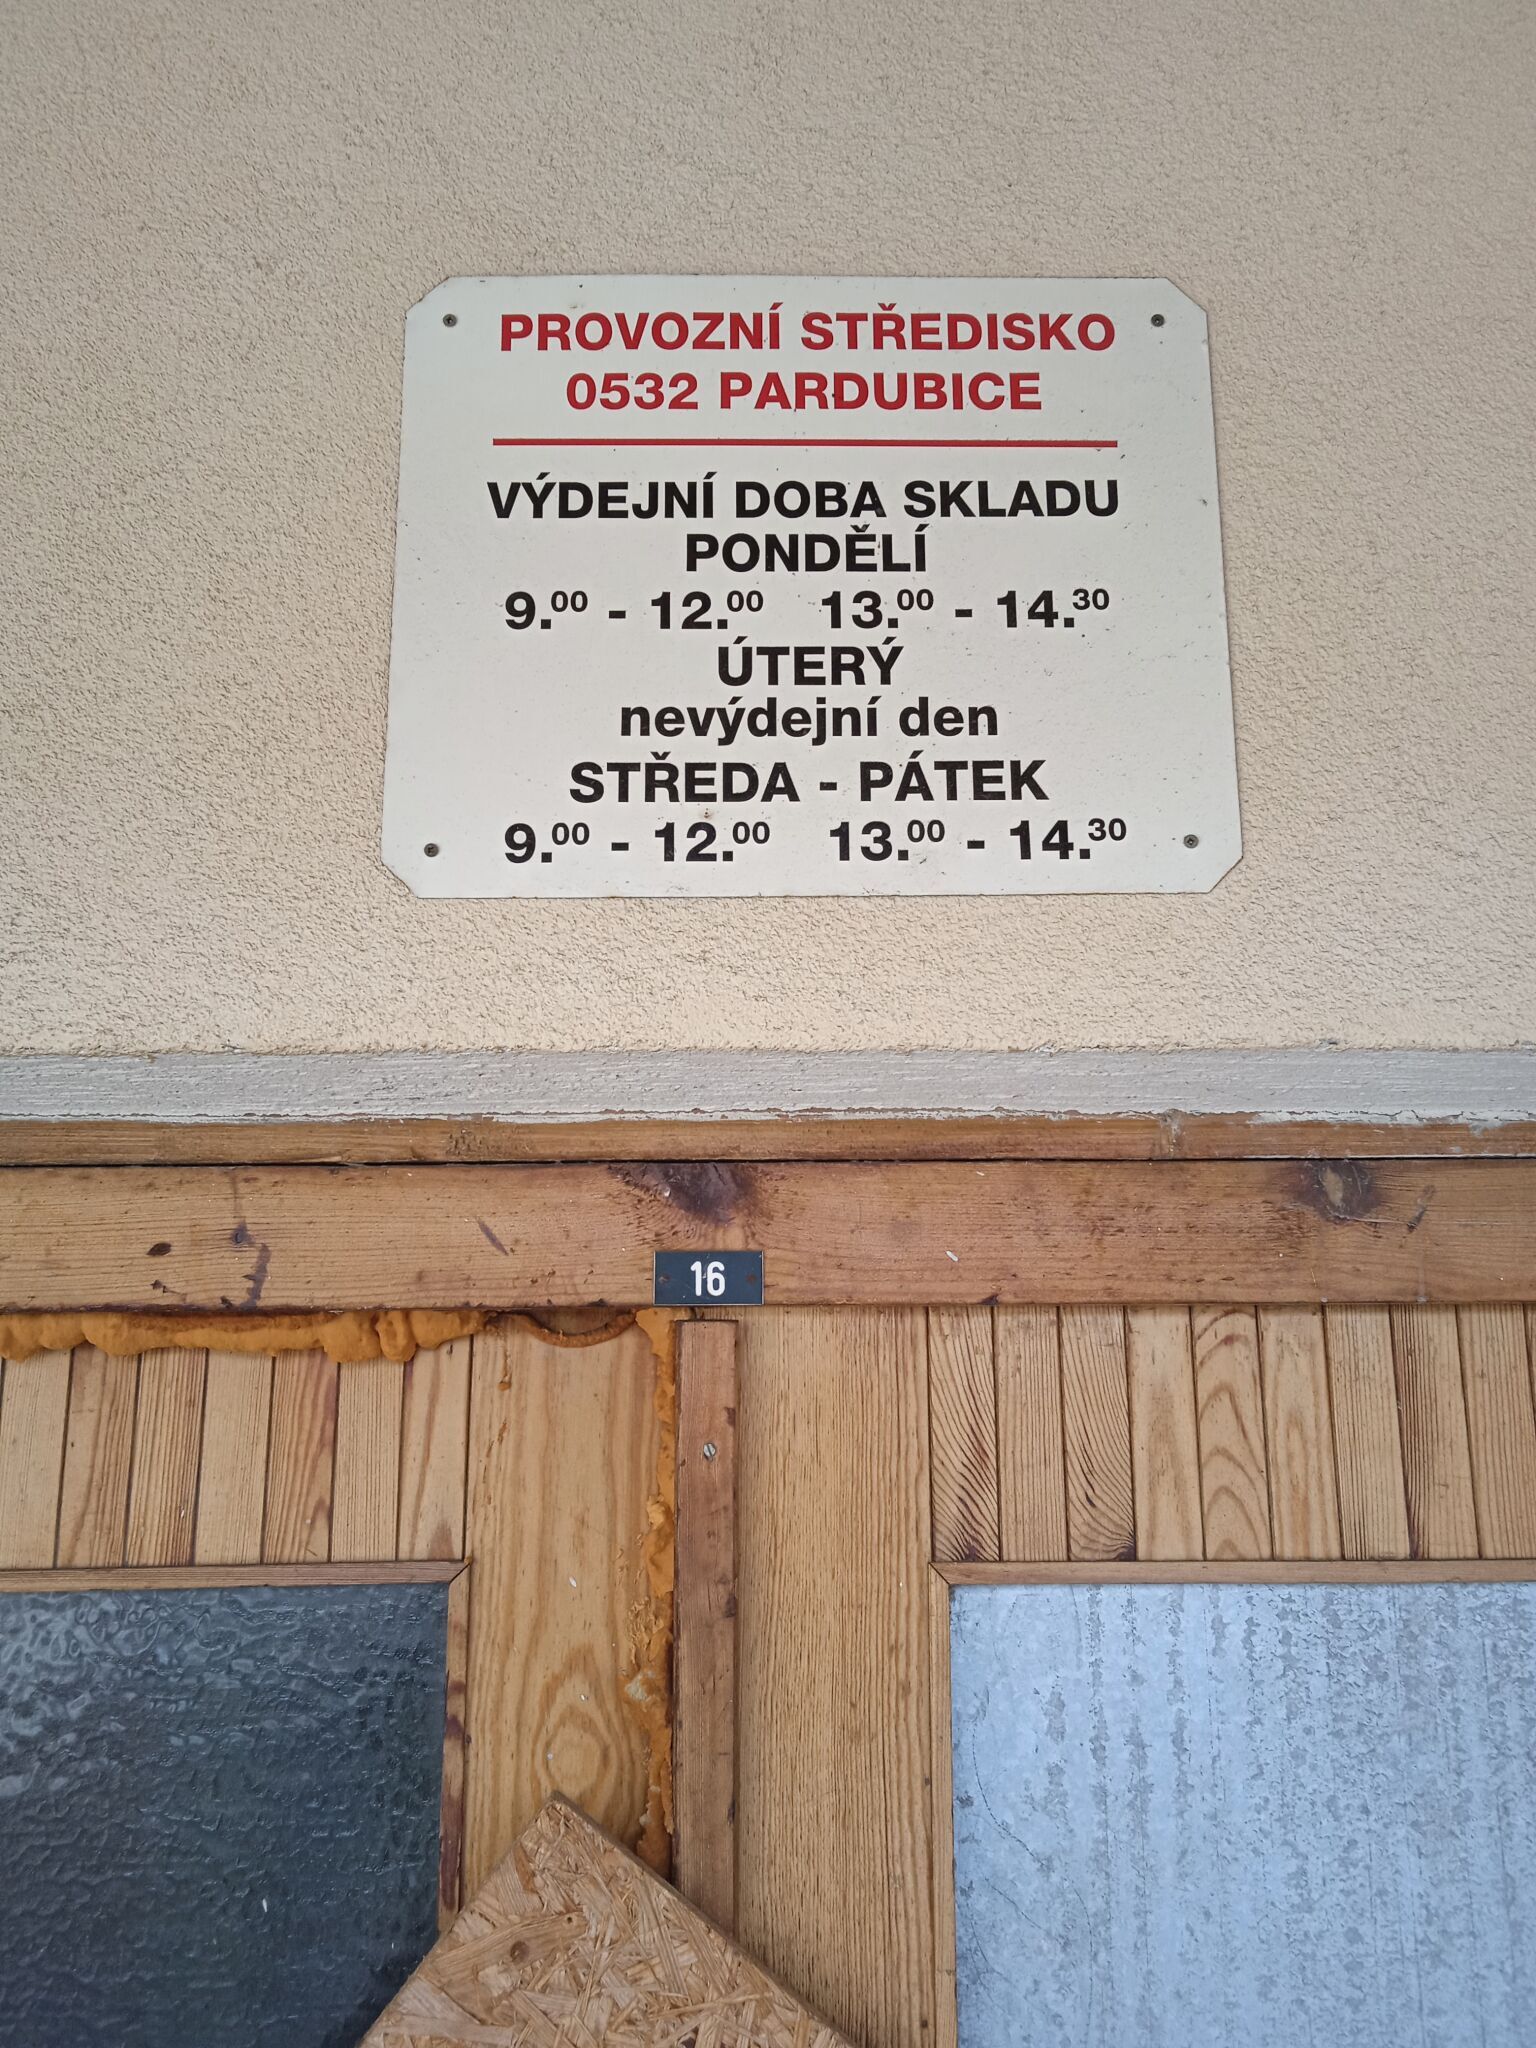 PROVOZNÍ STŘEDISKO
0532 PARDUBICE
VÝDEJNÍ DOBA SKLADU
PONDĚLÍ
9.00 - 12.00 13.00 - 14.30
ÚTERÝ
nevýdejní den
STŘEDA - PÁTEK
9.00 - 12.00 13.00 - 14.30
16